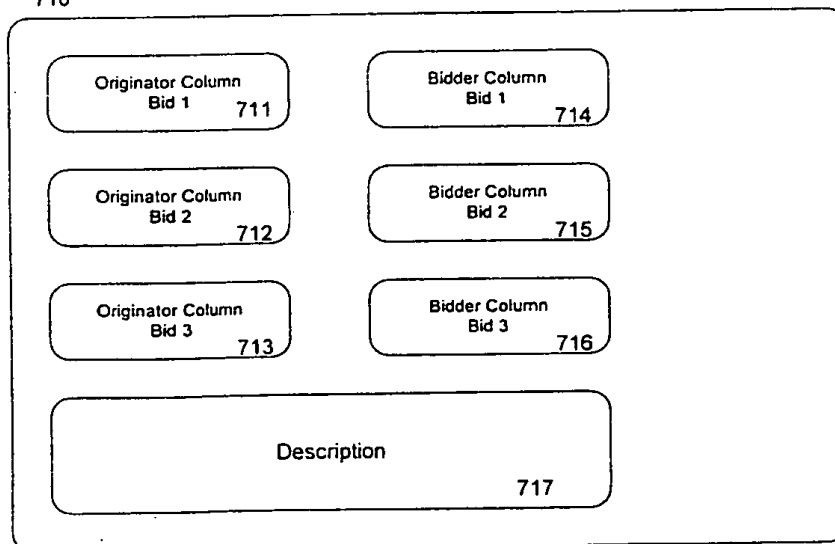 710
Originator Column
Bid 1
711
Bidder Column
Bid 1
714
Originator Column
Bid 2
712
Bidder Column
Bid 2
715
Originator Column
Bid 3
713
Bidder Column
Bid 3
716
Description
717